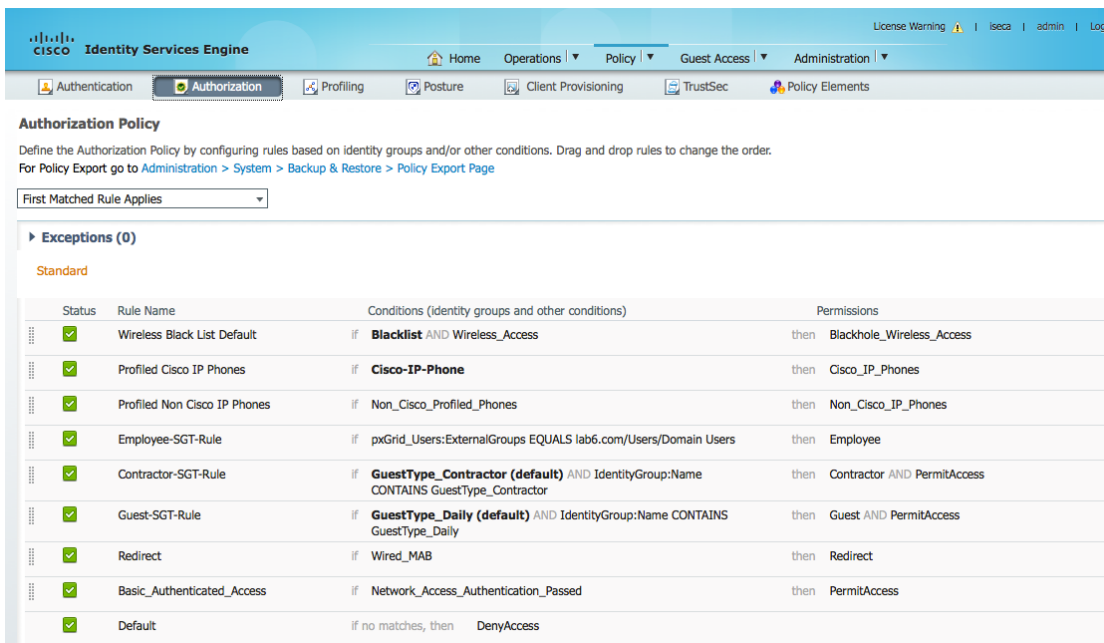 License Warning | iseca | admin | Log
CISCO Identity Services Engine
Home Operations | Policy | Guest Access | Administration |
Authentication Authorization Profiling Posture Client Provisioning TrustSec Policy Elements
Authorization Policy
Define the Authorization Policy by configuring rules based on identity groups and/or other conditions. Drag and drop rules to change the order.
For Policy Export go to Administration > System > Backup & Restore > Policy Export Page
First Matched Rule Applies
Exceptions (0)
Standard
Status Rule Name Conditions (identity groups and other conditions) Permissions
Wireless Black List Default if Blacklist AND Wireless_Access then Blackhole_Wireless_Access
Profiled Cisco IP Phones if Cisco-IP-Phone then Cisco_IP_Phones
Profiled Non Cisco IP Phones if Non_Cisco_Profiled_Phones then Non_Cisco_IP_Phones
Employee-SGT-Rule if pxGrid_Users:ExternalGroups EQUALS lab6.com/Users/Domain Users then Employee
Contractor-SGT-Rule if GuestType_Contractor (default) AND IdentityGroup:Name then Contractor AND PermitAccess
CONTAINS GuestType_Contractor
Guest-SGT-Rule if GuestType_Daily (default) AND IdentityGroup:Name CONTAINS then Guest AND PermitAccess
GuestType_Daily
Redirect if Wired_MAB then Redirect
Basic_Authenticated_Access if Network_Access_Authentication_Passed then PermitAccess
Default if no matches, then DenyAccess